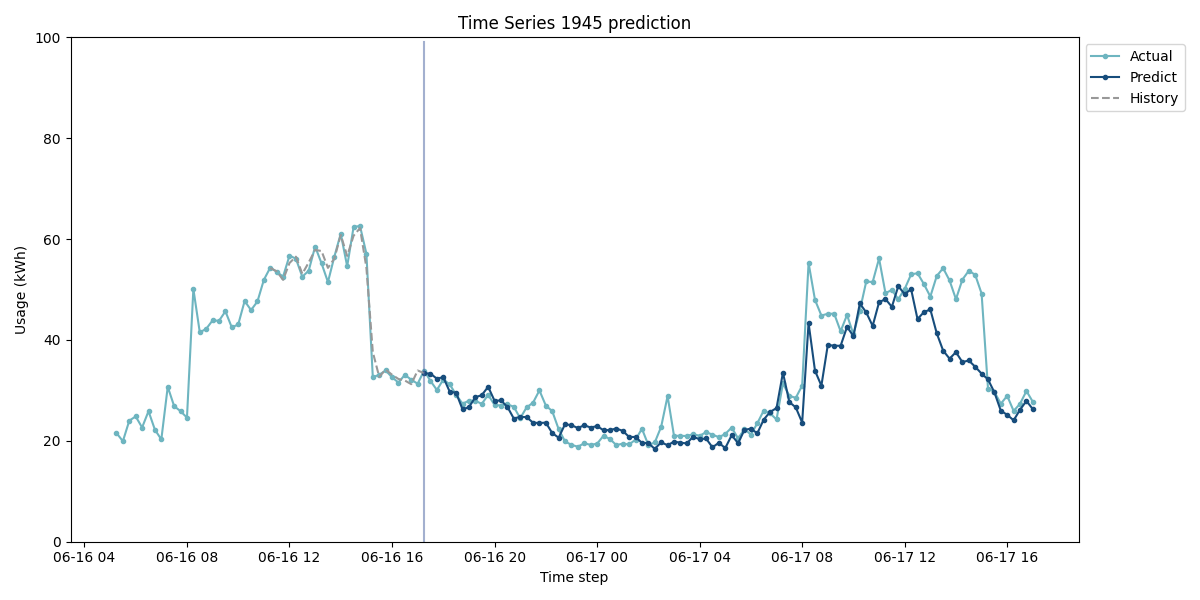 Time Series 1945 prediction
100
80
60
40
20
0
Usage (kWh)
06-16 04
06-16 08
06-16 12
06-16 16
06-16 20
06-17 00
06-17 04
06-17 08
06-17 12
06-17 16
Time step
Actual
Predict
History